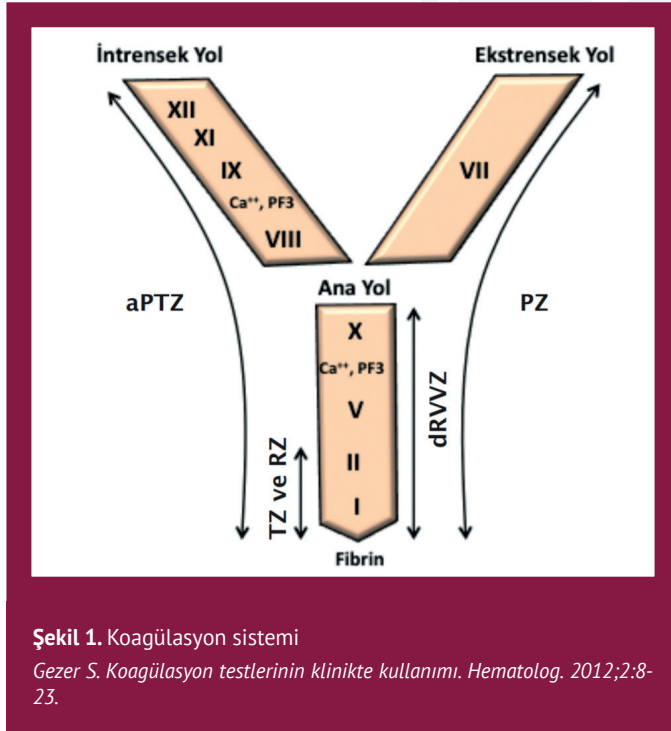 İntrensek Yol
Ekstrensek Yol
XII
XI
IX
Ca⁺⁺, PF3
VIII
VII
aPTZ
PZ
Ana Yol
X
Ca⁺⁺, PF3
V
II
I
TZ ve RZ
dRVVZ
Fibrin
Şekil 1. Koagülasyon sistemi
Gezer S. Koagülasyon testlerinin klinikte kullanımı. Hematolog. 2012;2:8-
23.